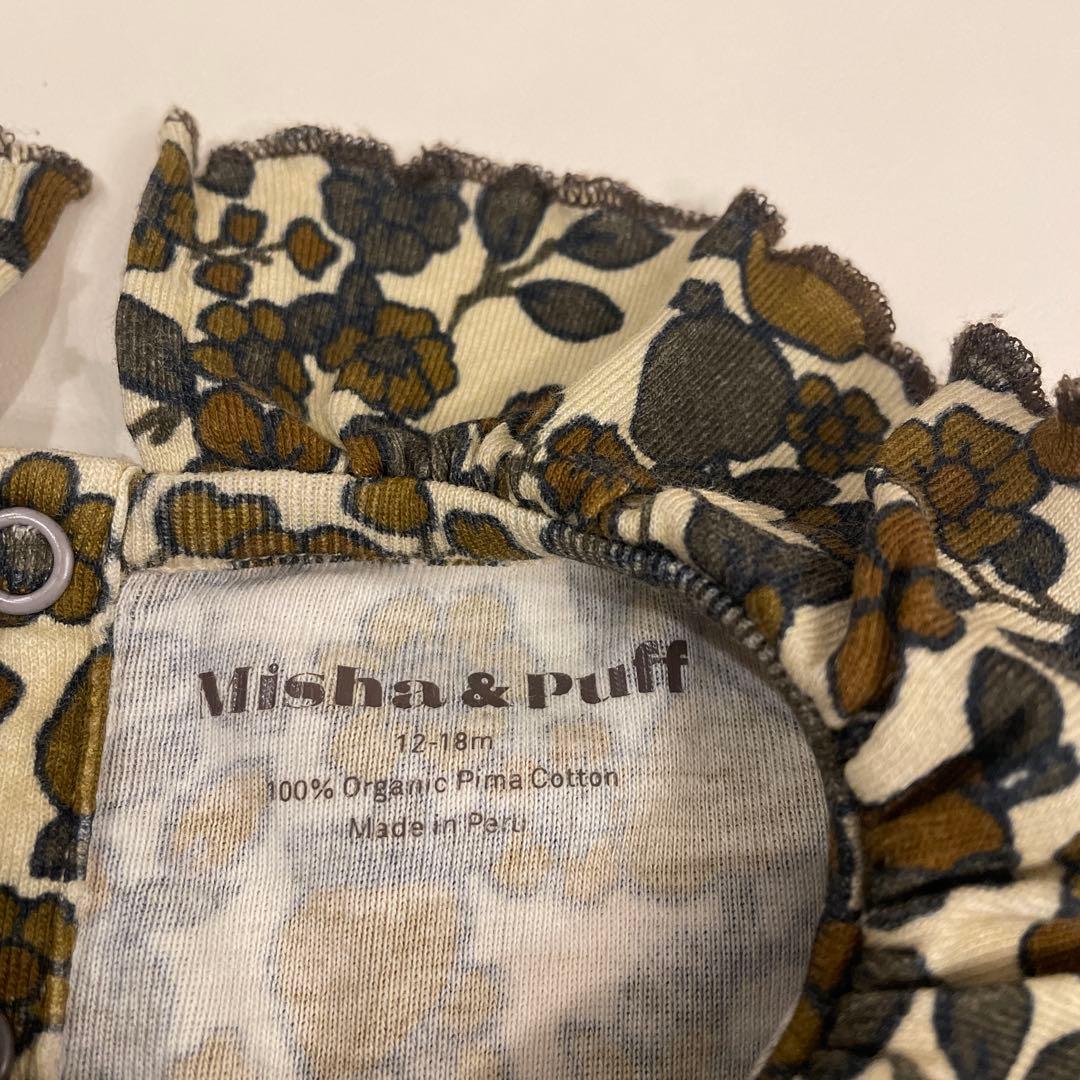 Misha & Puff
12-18m
100% Organic Pima Cotton
Made in Peru